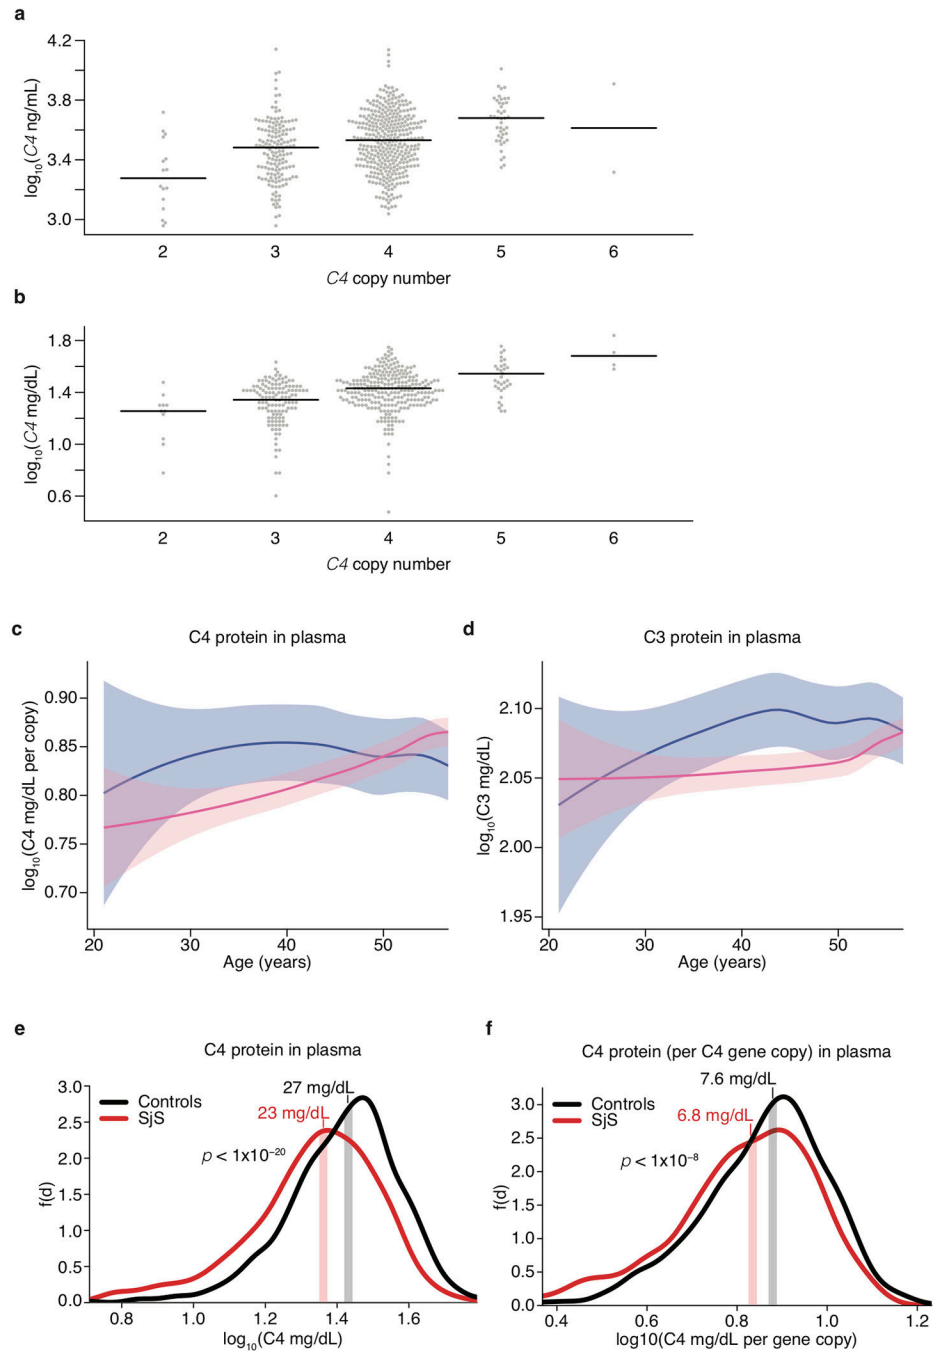 a
4.2
3.8
3.4
3.0
log10(C4 ng/mL)
2 3 4 5 6
C4 copy number
b
1.8
1.4
1.0
0.6
log10(C4 mg/dL)
2 3 4 5 6
C4 copy number
c
C4 protein in plasma
0.90
0.85
0.80
0.75
0.70
log10(C4 mg/dL per copy)
20 30 40 50
Age (years)
d
C3 protein in plasma
2.10
2.05
2.00
1.95
log10(C3 mg/dL)
20 30 40 50
Age (years)
e
C4 protein in plasma
3.0
2.5
2.0
1.5
1.0
0.5
0.0
f(d)
Controls
SjS
27 mg/dL
23 mg/dL
p < 1x10⁻²⁰
0.8 1.0 1.2 1.4 1.6
log10(C4 mg/dL)
f
C4 protein (per C4 gene copy) in plasma
3.0
2.5
2.0
1.5
1.0
0.5
0.0
f(d)
Controls
SjS
7.6 mg/dL
6.8 mg/dL
p < 1x10⁻⁸
0.4 0.6 0.8 1.0 1.2
log10(C4 mg/dL per gene copy)